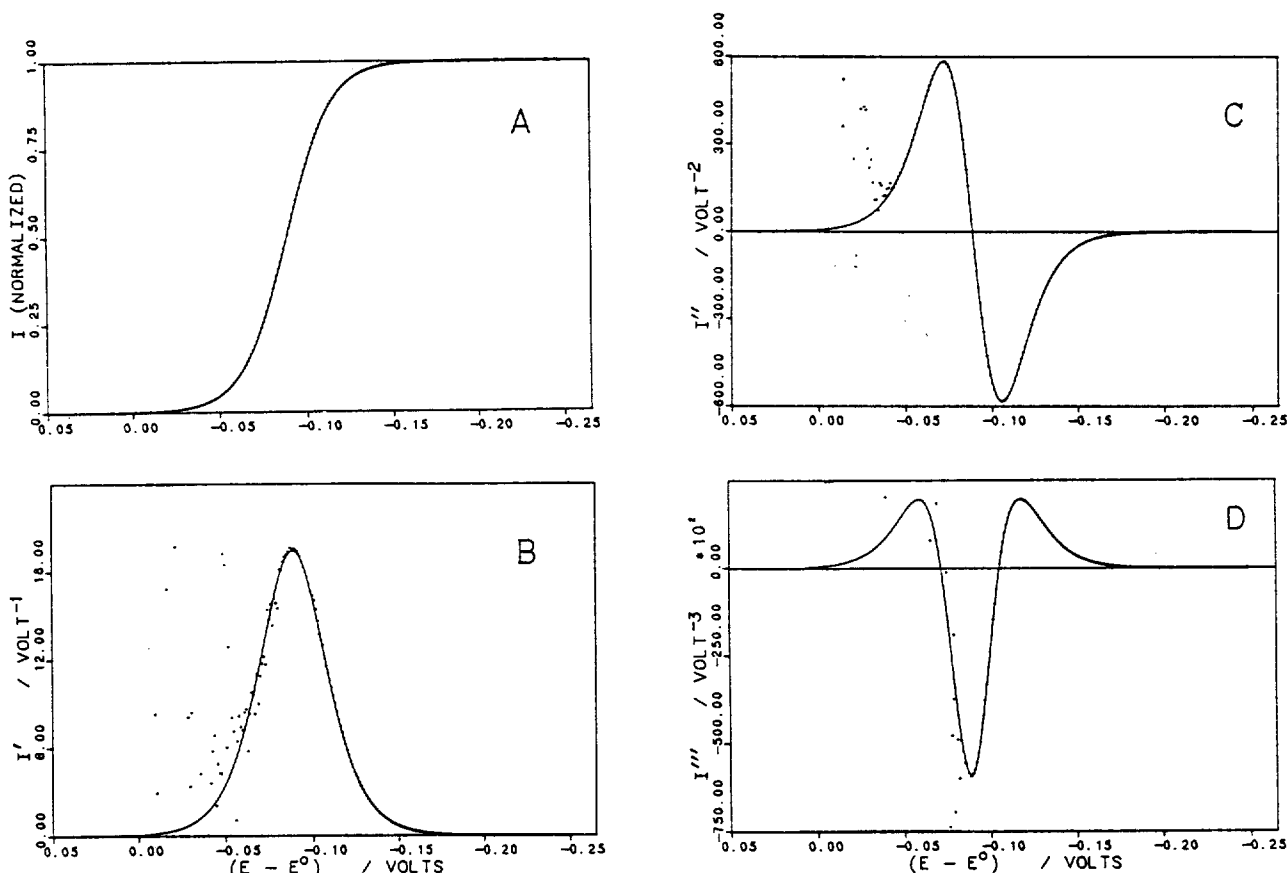 A
I (NORMALIZED)
0.00 0.25 0.50 0.75 1.00
0.05 0.00 -0.05 -0.10 -0.15 -0.20 -0.25
C
I'' / VOLT-2
-600.00 -300.00 0.00 300.00 600.00
0.05 0.00 -0.05 -0.10 -0.15 -0.20 -0.25
B
I' / VOLT-1
0.00 6.00 12.00 18.00
0.05 0.00 -0.05 -0.10 -0.15 -0.20 -0.25
(E - E⁰) / VOLTS
D
I''' / VOLT-3 *10²
-750.00 -500.00 -250.00 0.00
0.05 0.00 -0.05 -0.10 -0.15 -0.20 -0.25
(E - E⁰) / VOLTS